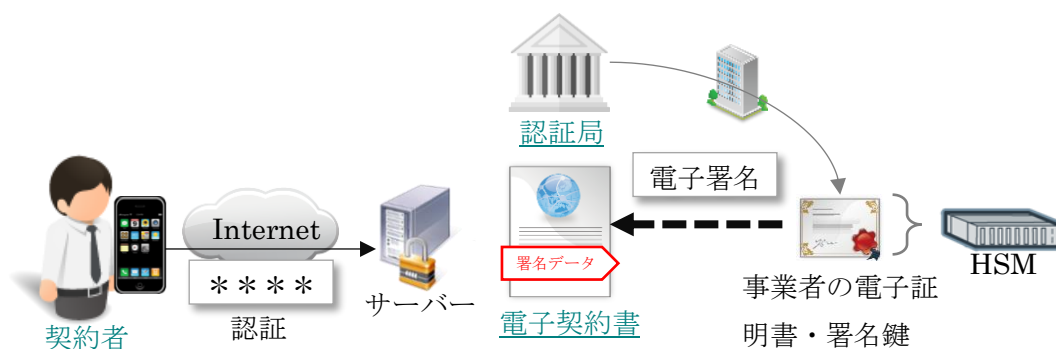 認証局
電子署名
Internet
署名データ
HSM
＊＊＊＊
サーバー
事業者の電子証
明書・署名鍵
契約者
認証
電子契約書